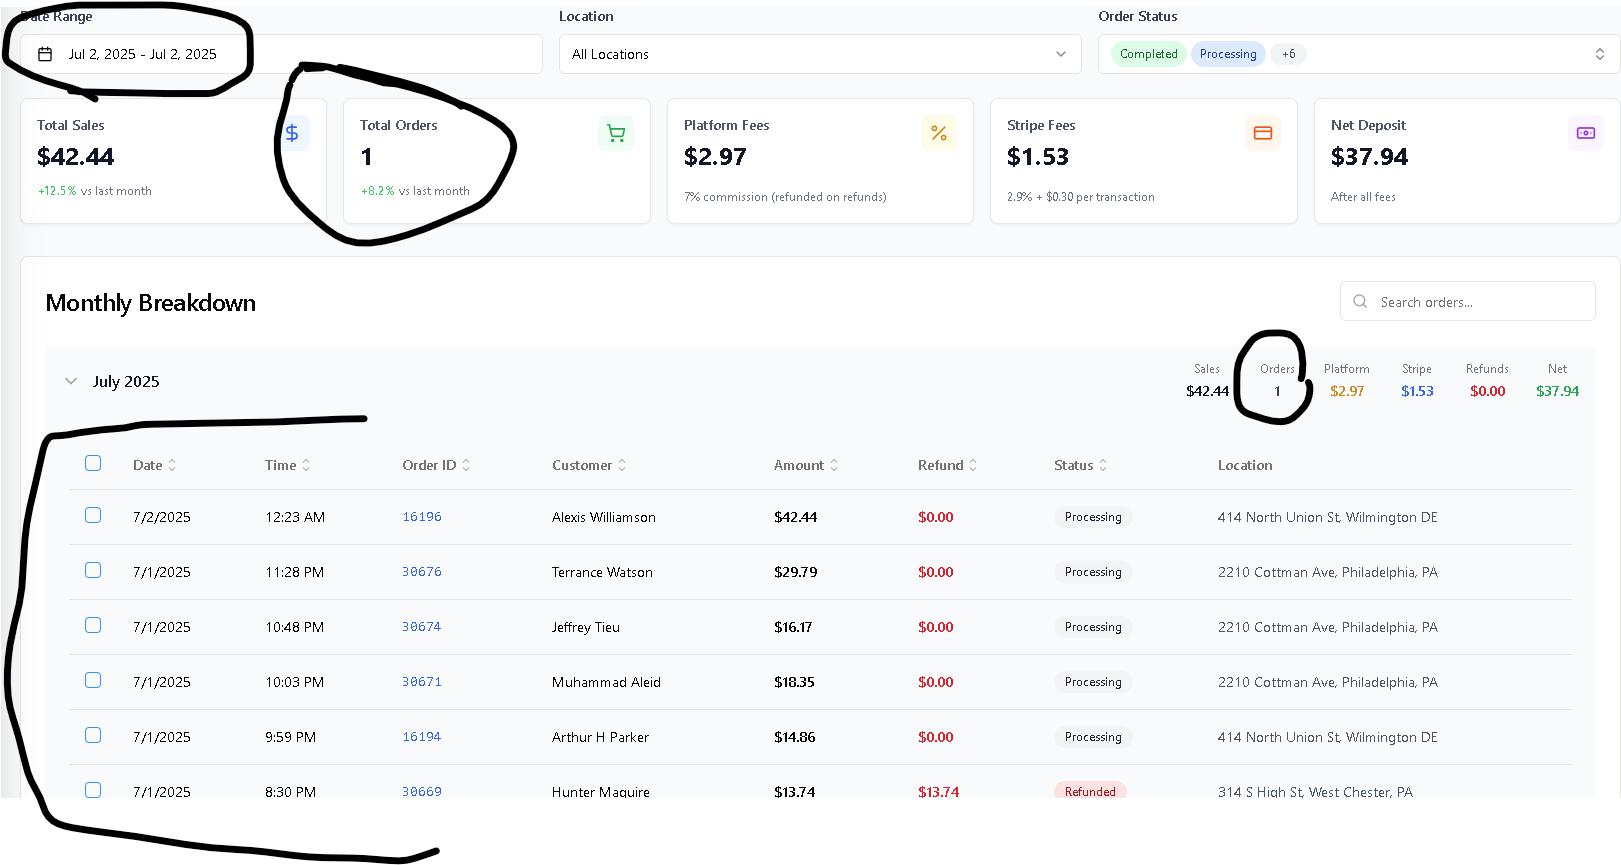 Date Range Location Order Status
Jul 2, 2025 - Jul 2, 2025 All Locations Completed Processing +6
Total Sales Total Orders Platform Fees Stripe Fees Net Deposit
$42.44 1 $2.97 $1.53 $37.94
+12.5% vs last month +8.2% vs last month 7% commission (refunded on refunds) 2.9% + $0.30 per transaction After all fees
Monthly Breakdown Search orders...
Sales Orders Platform Stripe Refunds Net
July 2025 $42.44 1 $2.97 $1.53 $0.00 $37.94
Date Time Order ID Customer Amount Refund Status Location
7/2/2025 12:23 AM 16196 Alexis Williamson $42.44 $0.00 Processing 414 North Union St, Wilmington DE
7/1/2025 11:28 PM 30676 Terrance Watson $29.79 $0.00 Processing 2210 Cottman Ave, Philadelphia, PA
7/1/2025 10:48 PM 30674 Jeffrey Tieu $16.17 $0.00 Processing 2210 Cottman Ave, Philadelphia, PA
7/1/2025 10:03 PM 30671 Muhammad Aleid $18.35 $0.00 Processing 2210 Cottman Ave, Philadelphia, PA
7/1/2025 9:59 PM 16194 Arthur H Parker $14.86 $0.00 Processing 414 North Union St, Wilmington DE
7/1/2025 8:30 PM 30669 Hunter Maguire $13.74 $13.74 Refunded 314 S High St, West Chester, PA